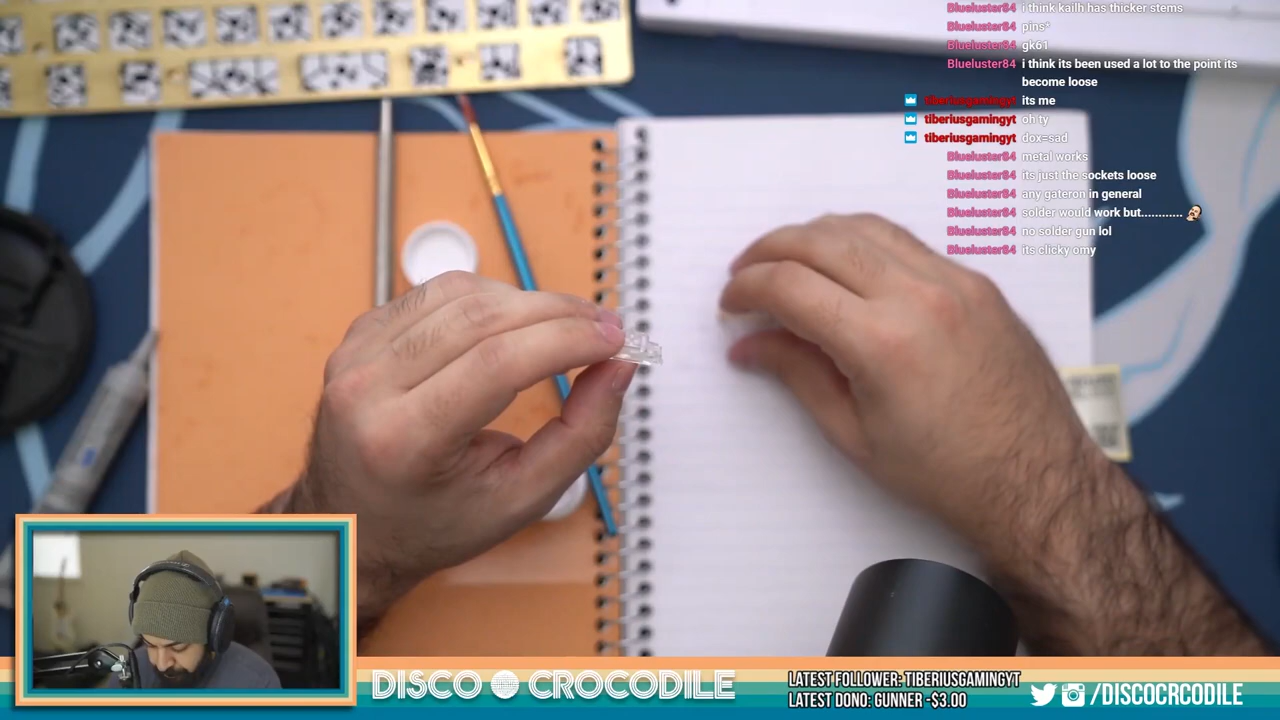 Blueluster84 i think kailh has thicker stems
Blueluster84 pins*
Blueluster84 gk61
Blueluster84 i think its been used a lot to the point its
become loose
tiberiusgamingyt its me
tiberiusgamingyt oh ty
tiberiusgamingyt dox=sad
Blueluster84 metal works
Blueluster84 its just the sockets loose
Blueluster84 any gateron in general
Blueluster84 solder would work but...........
Blueluster84 no solder gun lol
Blueluster84 its clicky omy
DISCO CROCODILE
LATEST FOLLOWER: TIBERIUSGAMINGYT
LATEST DONO: GUNNER -$3.00
/DISCOCRCODILE